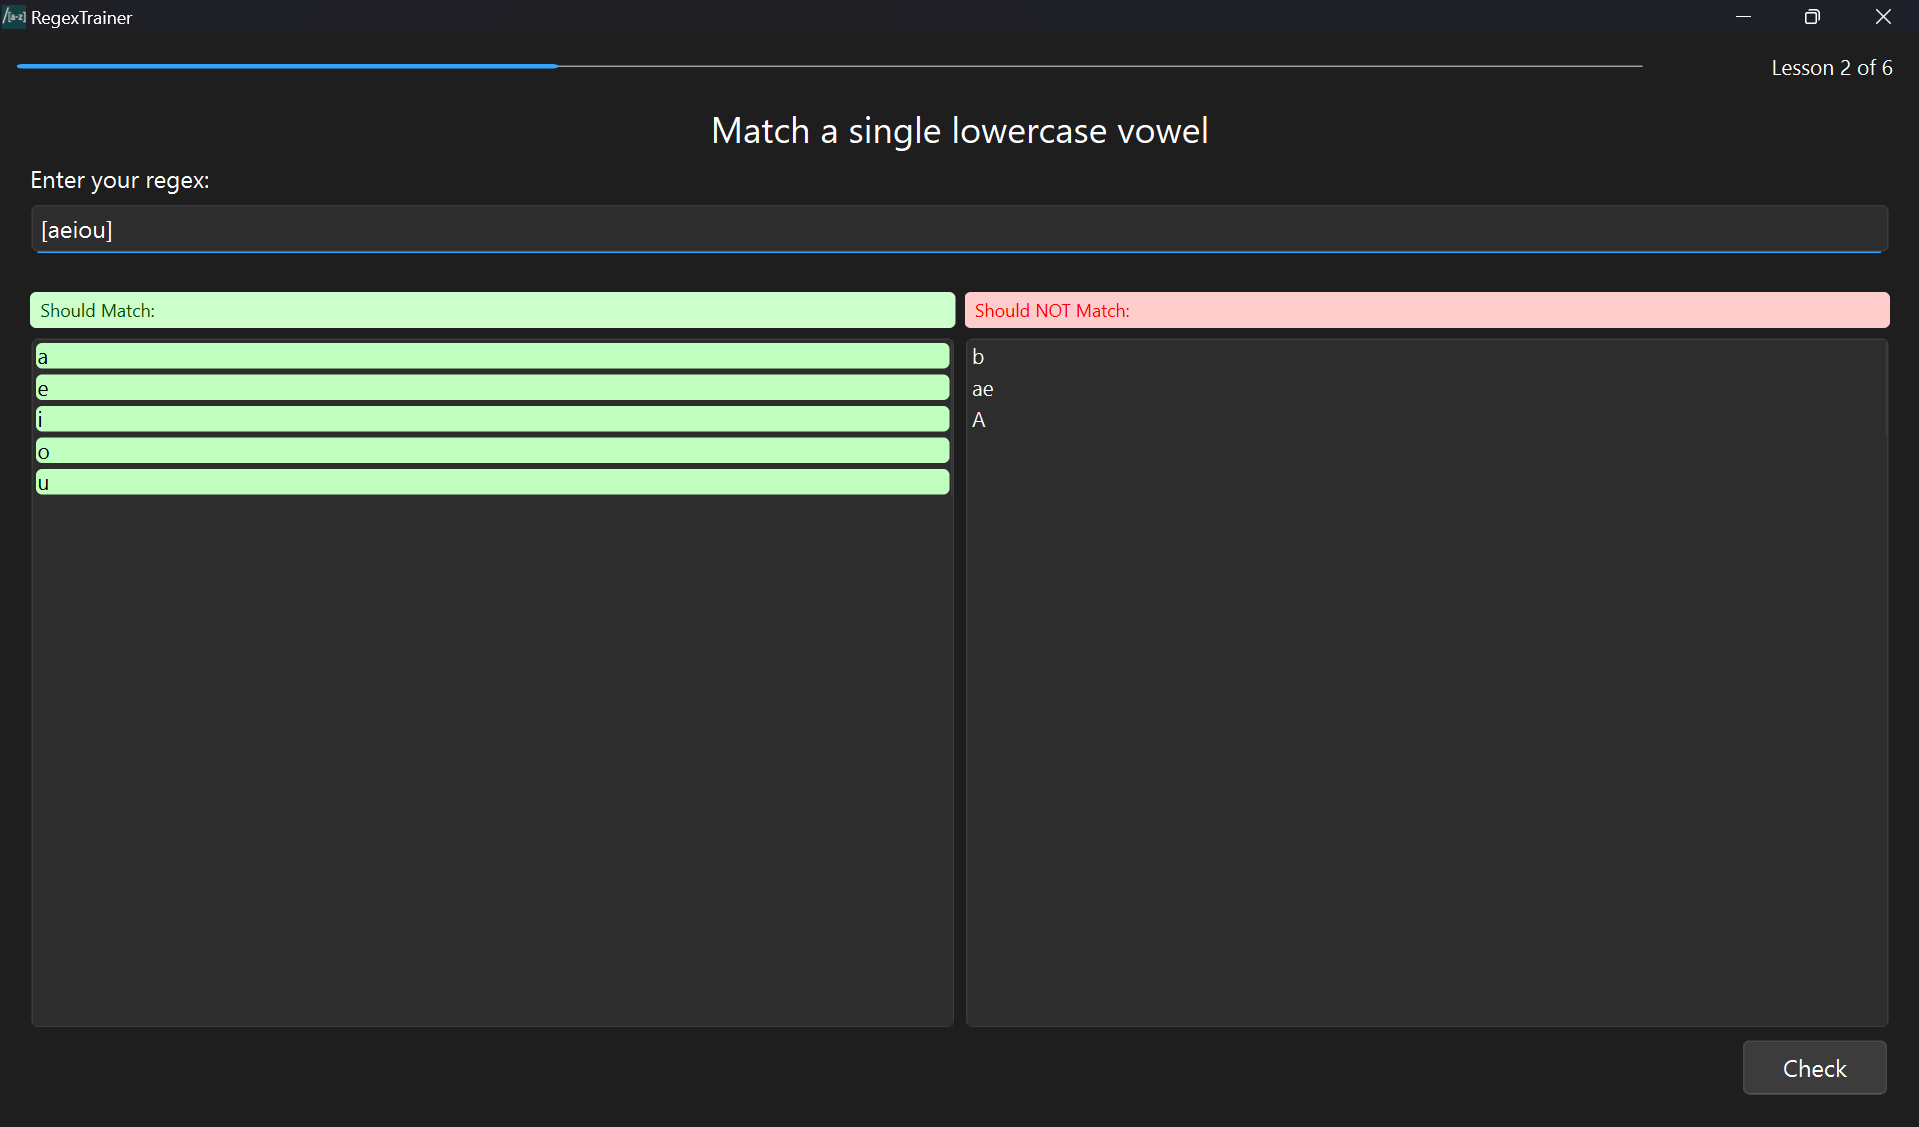 /[a-z] RegexTrainer
Lesson 2 of 6
Match a single lowercase vowel
Enter your regex:
[aeiou]
Should Match:
a
e
i
o
u
Should NOT Match:
b
ae
A
Check